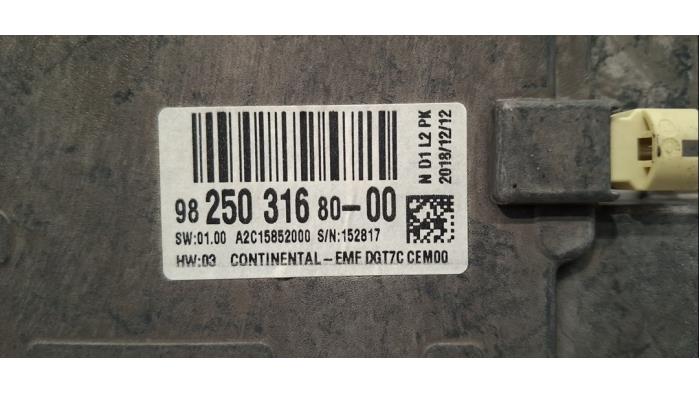 98 250 316 80-00
SW:01.00 A2C15852000 S/N:152817
HW:03 CONTINENTAL-EMF DGT7C CEM00
N D1 L2 PK
2018/12/12